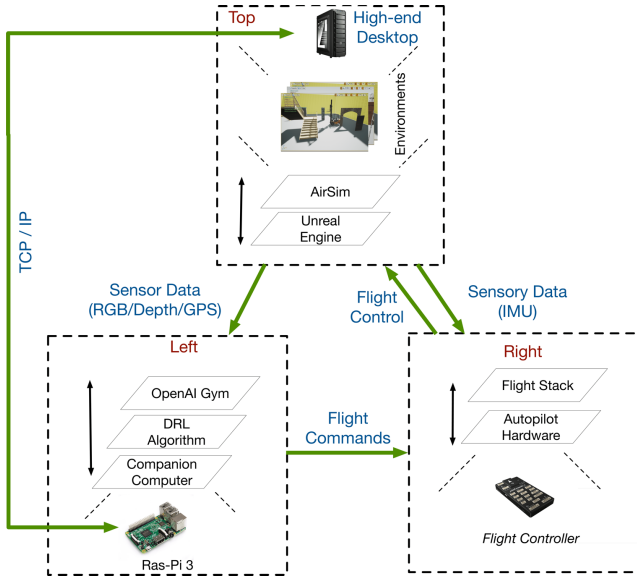 Top
High-end
Desktop
Environments
AirSim
Unreal
Engine
TCP / IP
Sensor Data
(RGB/Depth/GPS)
Flight
Control
Sensory Data
(IMU)
Left
OpenAI Gym
DRL
Algorithm
Companion
Computer
Ras-Pi 3
Flight
Commands
Right
Flight Stack
Autopilot
Hardware
Flight Controller